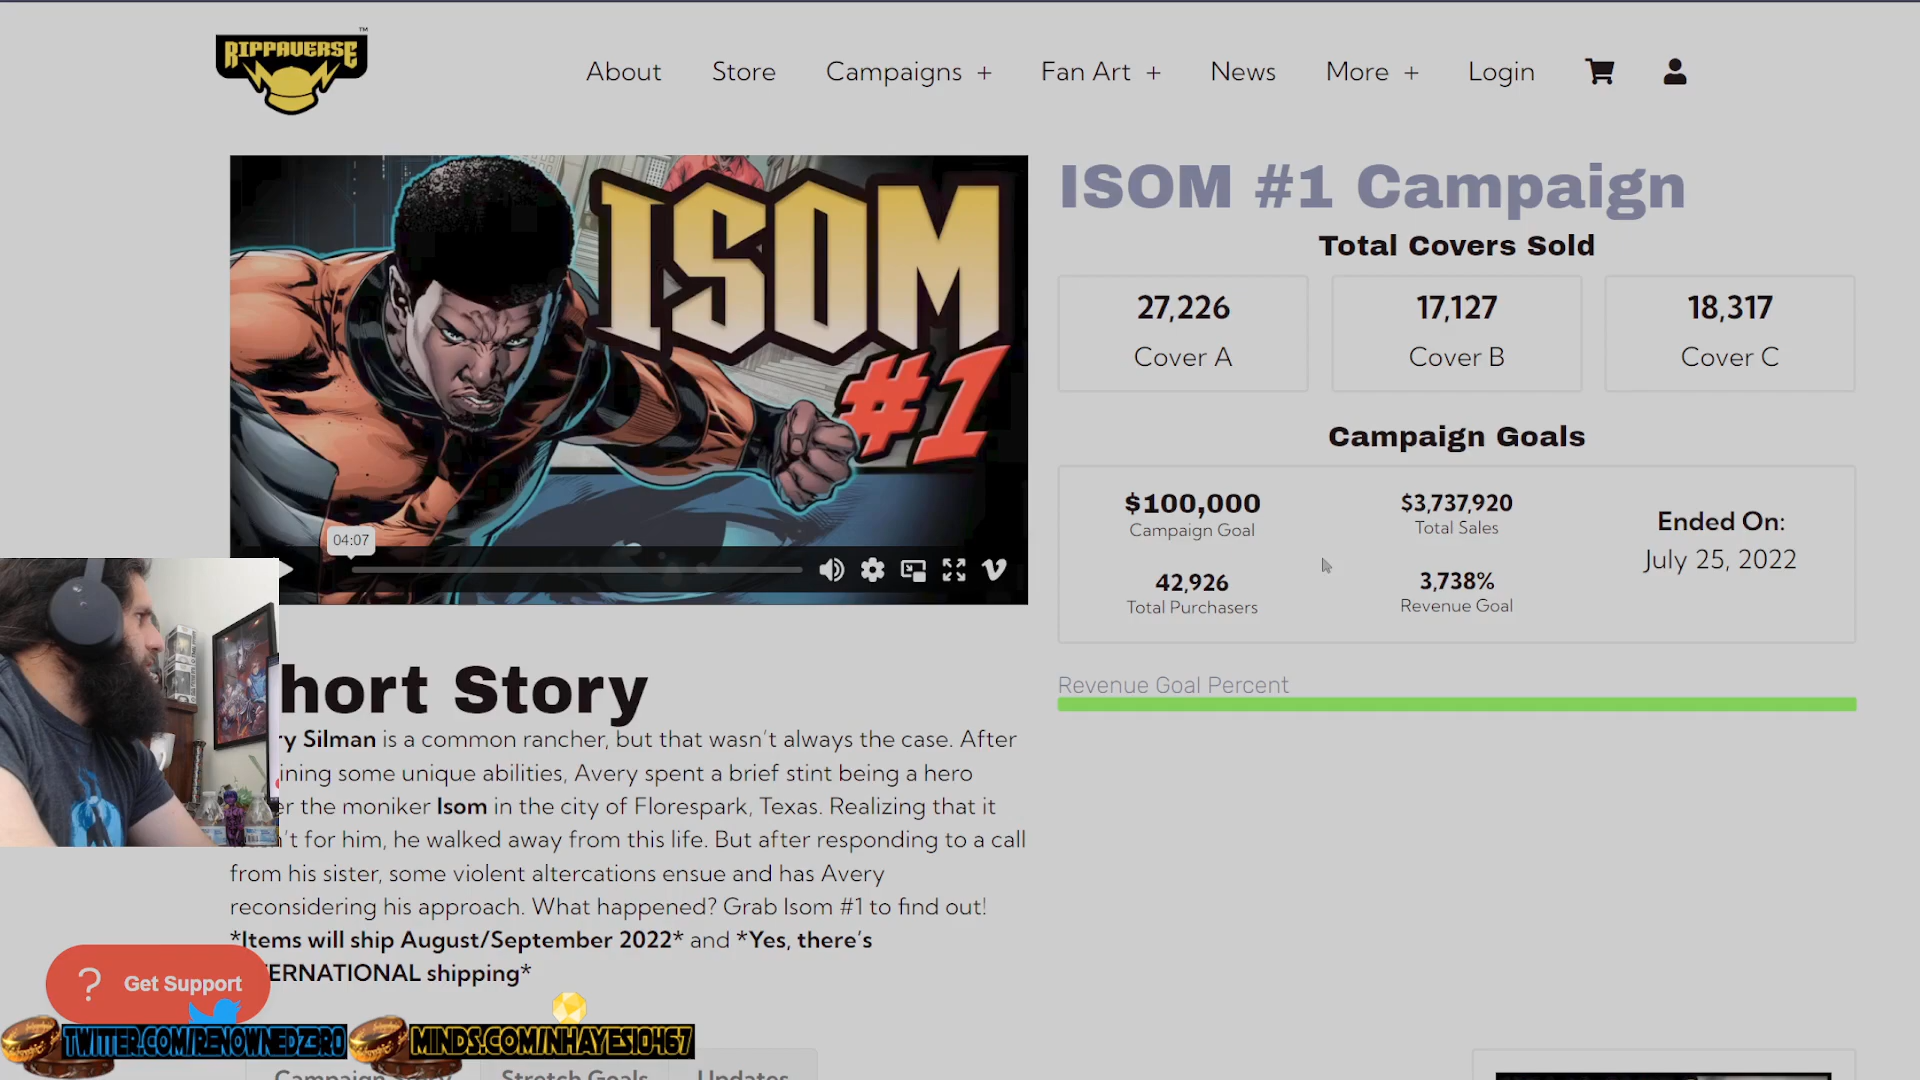 RIPPAVERSE
TM
About
Store
Campaigns +
Fan Art +
News
More +
Login
ISOM
#1
04:07
ISOM #1 Campaign
Total Covers Sold
27,226
Cover A
17,127
Cover B
18,317
Cover C
Campaign Goals
$100,000
Campaign Goal
$3,737,920
Total Sales
42,926
Total Purchasers
3,738%
Revenue Goal
Ended On:
July 25, 2022
Revenue Goal Percent
hort Story
ry Silman is a common rancher, but that wasn't always the case. After
ining some unique abilities, Avery spent a brief stint being a hero
er the moniker Isom in the city of Florespark, Texas. Realizing that it
't for him, he walked away from this life. But after responding to a call
from his sister, some violent altercations ensue and has Avery
reconsidering his approach. What happened? Grab Isom #1 to find out!
*Items will ship August/September 2022* and *Yes, there's
ERNATIONAL shipping*
? Get Support
TWITTER.COM/RENOWNEDZ3R0
MINDS.COM/NHAYES10467
Campaign Story
Stretch Goals
Updates